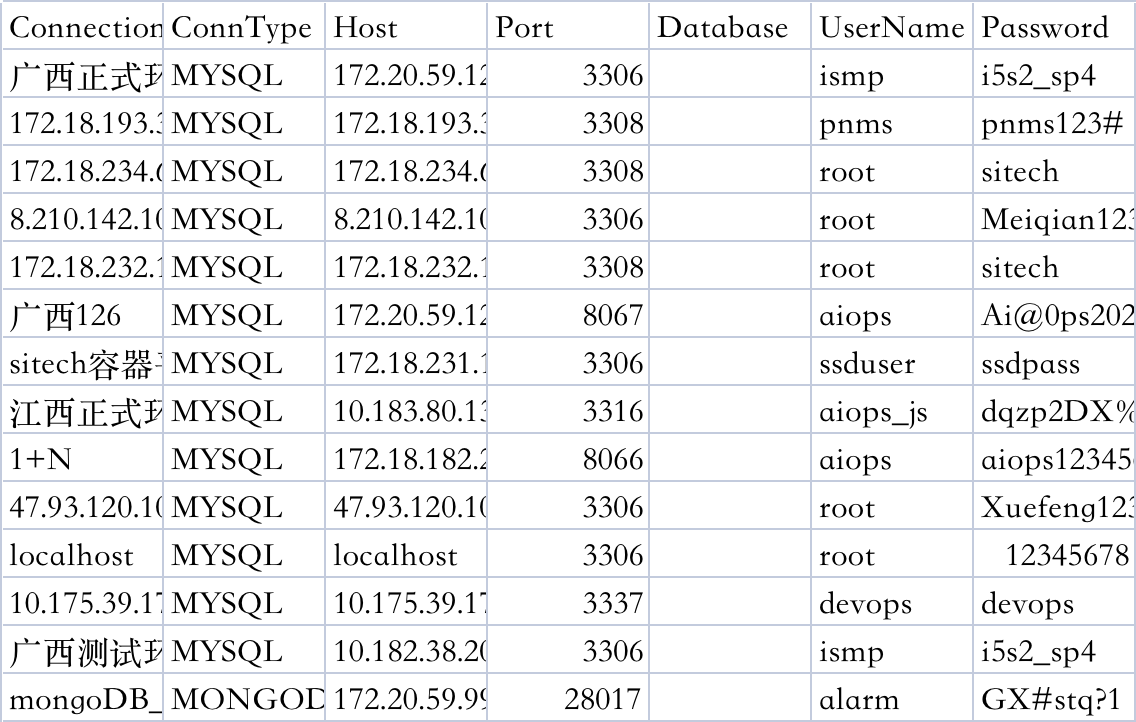 Connection ConnType Host Port Database UserName Password
广西正式环 MYSQL 172.20.59.12 3306 ismp i5s2_sp4
172.18.193.3 MYSQL 172.18.193.3 3308 pnms pnms123#
172.18.234.6 MYSQL 172.18.234.6 3308 root sitech
8.210.142.10 MYSQL 8.210.142.10 3306 root Meiqian123
172.18.232.1 MYSQL 172.18.232.1 3308 root sitech
广西126 MYSQL 172.20.59.12 8067 aiops Ai@0ps202
sitech容器 MYSQL 172.18.231.1 3306 ssduser ssdpass
江西正式环 MYSQL 10.183.80.13 3316 aiops_js dqzp2DX%
1+N MYSQL 172.18.182.2 8066 aiops aiops12345
47.93.120.10 MYSQL 47.93.120.10 3306 root Xuefeng123
localhost MYSQL localhost 3306 root 12345678
10.175.39.17 MYSQL 10.175.39.17 3337 devops devops
广西测试环 MYSQL 10.182.38.20 3306 ismp i5s2_sp4
mongoDB_ MONGOD 172.20.59.99 28017 alarm GX#stq?1